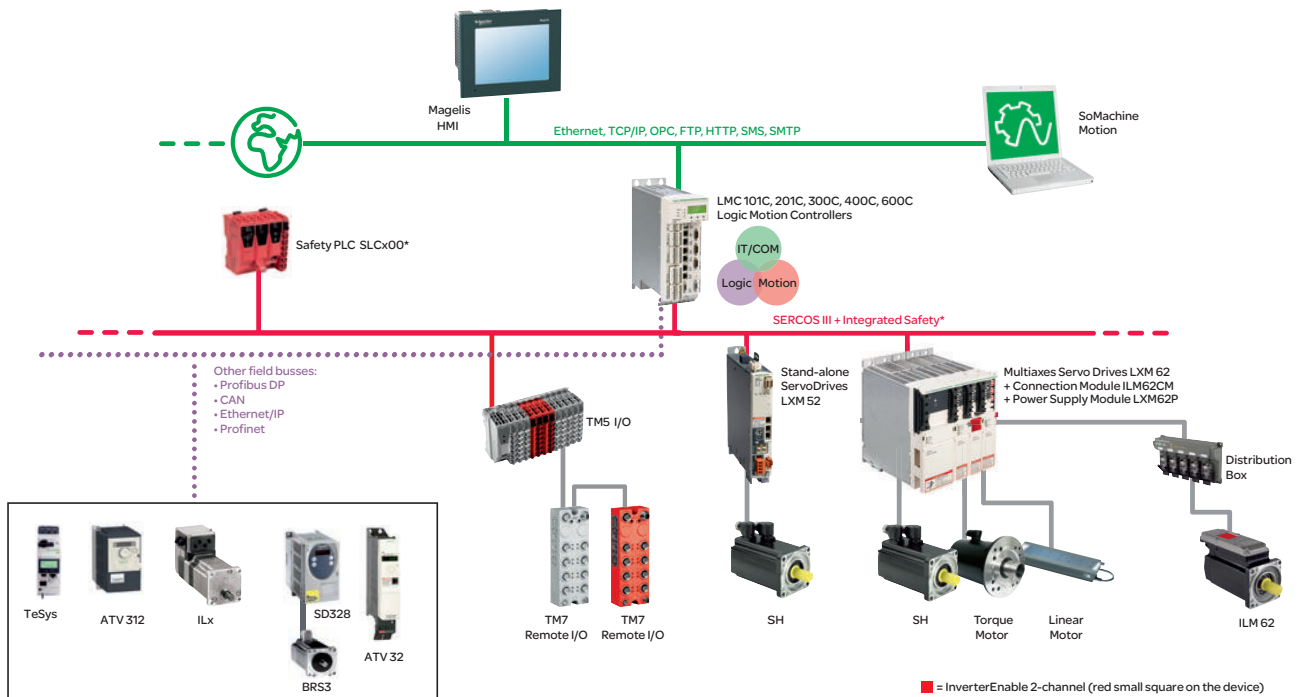 Magelis
HMI
Ethernet, TCP/IP, OPC, FTP, HTTP, SMS, SMTP
SoMachine
Motion
LMC 101C, 201C, 300C, 400C, 600C
Logic Motion Controllers
Safety PLC SLCx00*
IT/COM
Logic
Motion
SERCOS III + Integrated Safety*
Other field busses:
• Profibus DP
• CAN
• Ethernet/IP
• Profinet
Stand-alone
ServoDrives
LXM 52
Multiaxes Servo Drives LXM 62
+ Connection Module ILM62CM
+ Power Supply Module LXM62P
TM5 I/O
Distribution
Box
TeSys
ATV 312
ILx
SD328
BRS3
ATV 32
TM7
Remote I/O
TM7
Remote I/O
SH
SH
Torque
Motor
Linear
Motor
ILM 62
= InverterEnable 2-channel (red small square on the device)